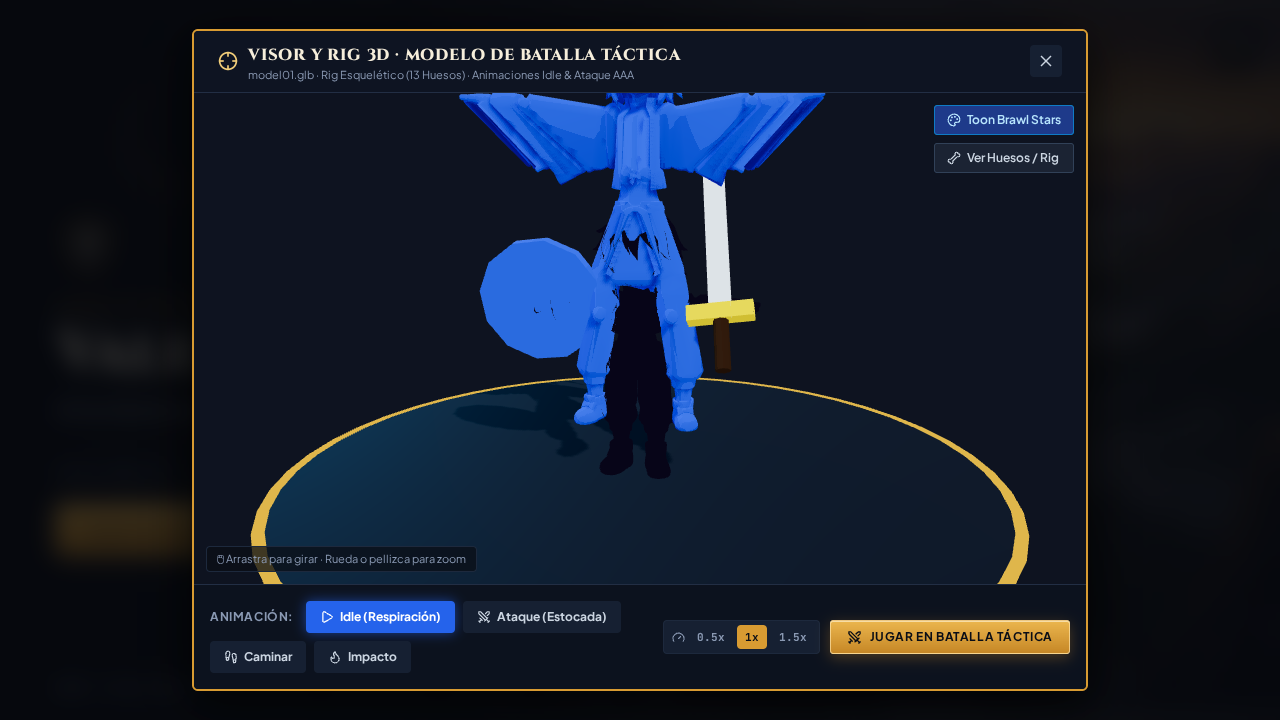 VISOR Y RIG 3D · MODELO DE BATALLA TÁCTICA
model01.glb · Rig Esquelético (13 Huesos) · Animaciones Idle & Ataque AAA
Toon Brawl Stars
Ver Huesos / Rig
Arrastra para girar · Rueda o pellizca para zoom
ANIMACIÓN:
Idle (Respiración)
Ataque (Estocada)
Caminar
Impacto
0.5x
1x
1.5x
JUGAR EN BATALLA TÁCTICA